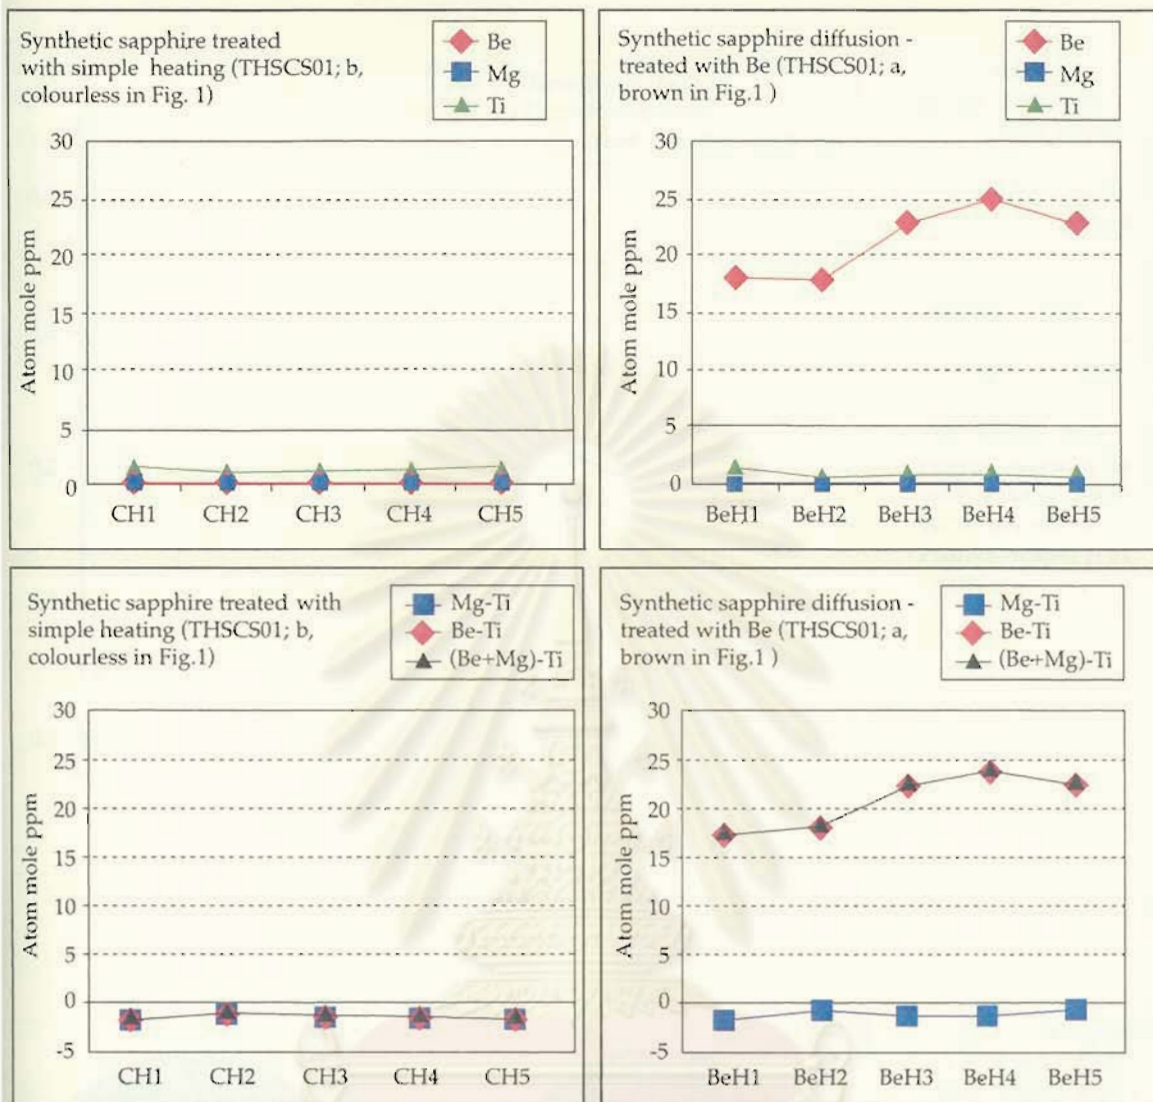 Synthetic sapphire treated
with simple heating (THSCS01; b,
colourless in Fig. 1)
Be
Mg
Ti
30
25
20
15
10
5
0
Atom mole ppm
CH1 CH2 CH3 CH4 CH5
Synthetic sapphire diffusion -
treated with Be (THSCS01; a,
brown in Fig.1 )
Be
Mg
Ti
30
25
20
15
10
5
0
Atom mole ppm
BeH1 BeH2 BeH3 BeH4 BeH5
Synthetic sapphire treated with
simple heating (THSCS01; b,
colourless in Fig.1)
Mg-Ti
Be-Ti
(Be+Mg)-Ti
30
25
20
15
10
5
0
-5
Atom mole ppm
CH1 CH2 CH3 CH4 CH5
Synthetic sapphire diffusion -
treated with Be (THSCS01; a,
brown in Fig.1 )
Mg-Ti
Be-Ti
(Be+Mg)-Ti
30
25
20
15
10
5
0
-5
Atom mole ppm
BeH1 BeH2 BeH3 BeH4 BeH5